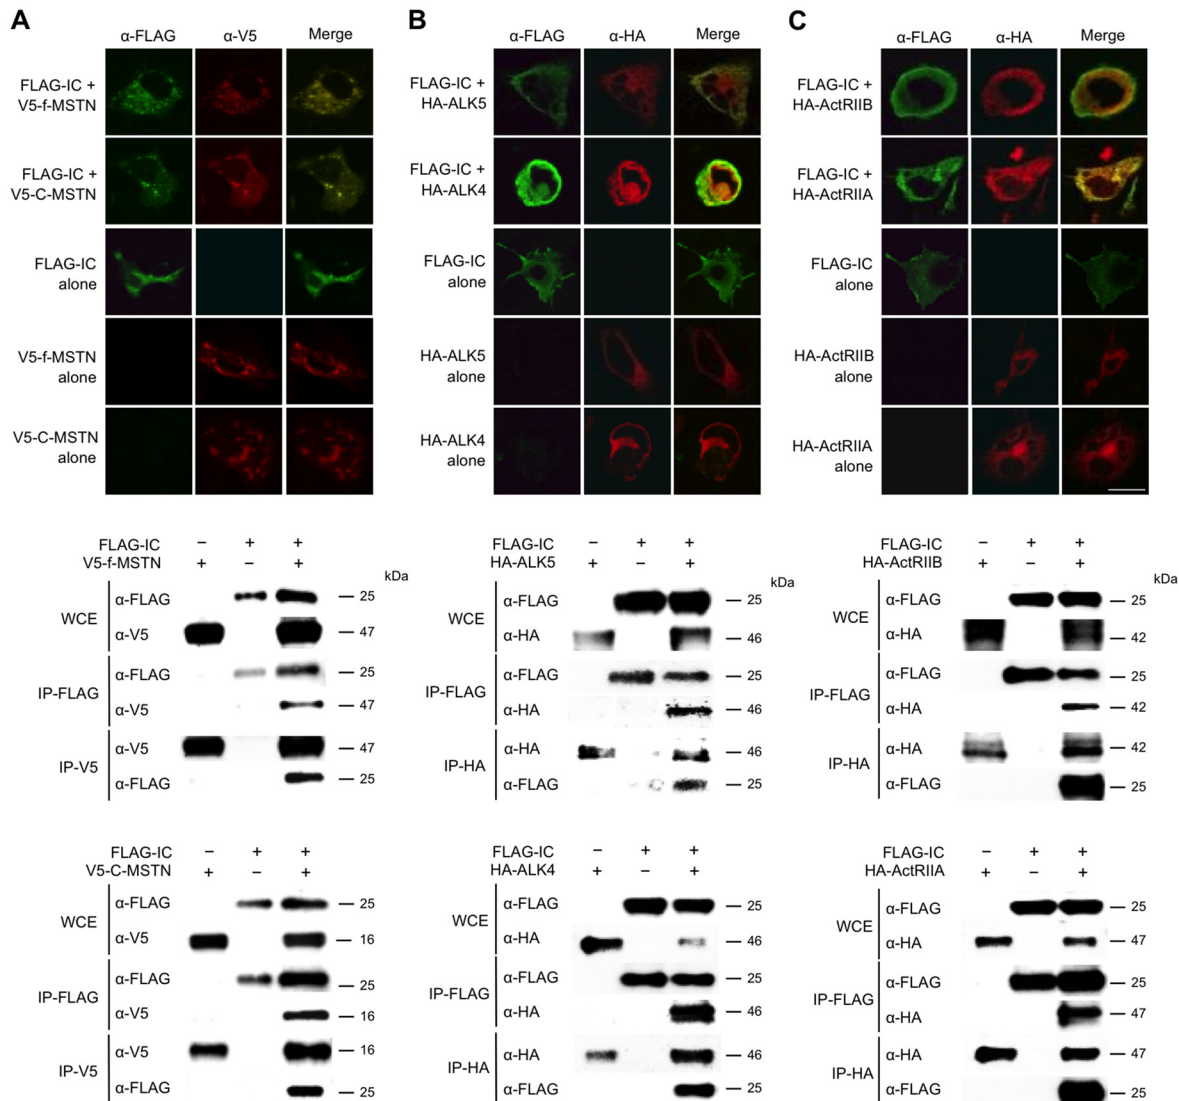 A
α-FLAG α-V5 Merge
FLAG-IC +
V5-f-MSTN
FLAG-IC +
V5-C-MSTN
FLAG-IC
alone
V5-f-MSTN
alone
V5-C-MSTN
alone
FLAG-IC – + +
V5-f-MSTN + – +
kDa
WCE
α-FLAG 25
α-V5 47
IP-FLAG
α-FLAG 25
α-V5 47
IP-V5
α-V5 47
α-FLAG 25
FLAG-IC – + +
V5-C-MSTN + – +
WCE
α-FLAG 25
α-V5 16
IP-FLAG
α-FLAG 25
α-V5 16
IP-V5
α-V5 16
α-FLAG 25
B
α-FLAG α-HA Merge
FLAG-IC +
HA-ALK5
FLAG-IC +
HA-ALK4
FLAG-IC
alone
HA-ALK5
alone
HA-ALK4
alone
FLAG-IC – + +
HA-ALK5 + – +
kDa
WCE
α-FLAG 25
α-HA 46
IP-FLAG
α-FLAG 25
α-HA 46
IP-HA
α-HA 46
α-FLAG 25
FLAG-IC – + +
HA-ALK4 + – +
WCE
α-FLAG 25
α-HA 46
IP-FLAG
α-FLAG 25
α-HA 46
IP-HA
α-HA 46
α-FLAG 25
C
α-FLAG α-HA Merge
FLAG-IC +
HA-ActRIIB
FLAG-IC +
HA-ActRIIA
FLAG-IC
alone
HA-ActRIIB
alone
HA-ActRIIA
alone
FLAG-IC – + +
HA-ActRIIB + – +
kDa
WCE
α-FLAG 25
α-HA 42
IP-FLAG
α-FLAG 25
α-HA 42
IP-HA
α-HA 42
α-FLAG 25
FLAG-IC – + +
HA-ActRIIA + – +
WCE
α-FLAG 25
α-HA 47
IP-FLAG
α-FLAG 25
α-HA 47
IP-HA
α-HA 47
α-FLAG 25